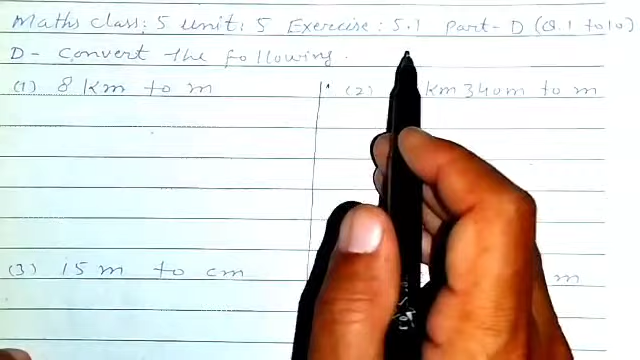 Maths class: 5 unit: 5 Exercise: 5.1 Part-D (Q.1 to 10)
D- Convert the following.
(1) 8 km to m
(2) km 340m to m
(3) 15 m to cm
m